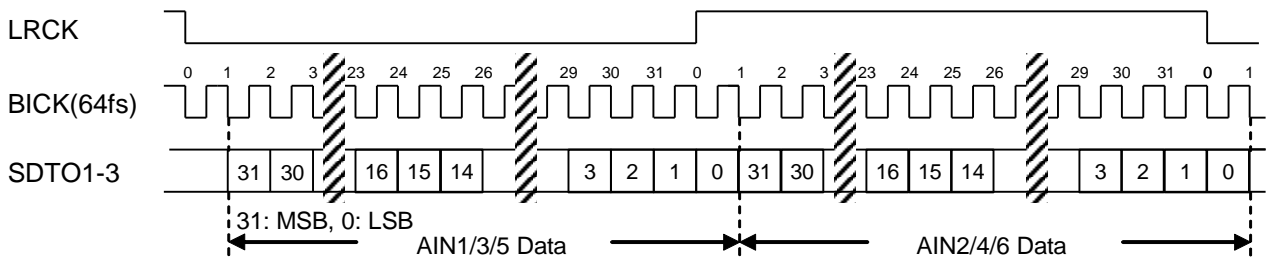 LRCK
0 1 2 3 23 24 25 26 29 30 31 0 1 2 3 23 24 25 26 29 30 31 0 1
BICK(64fs)
SDTO1-3 31 30 16 15 14 3 2 1 0 31 30 16 15 14 3 2 1 0
31: MSB, 0: LSB
AIN1/3/5 Data AIN2/4/6 Data